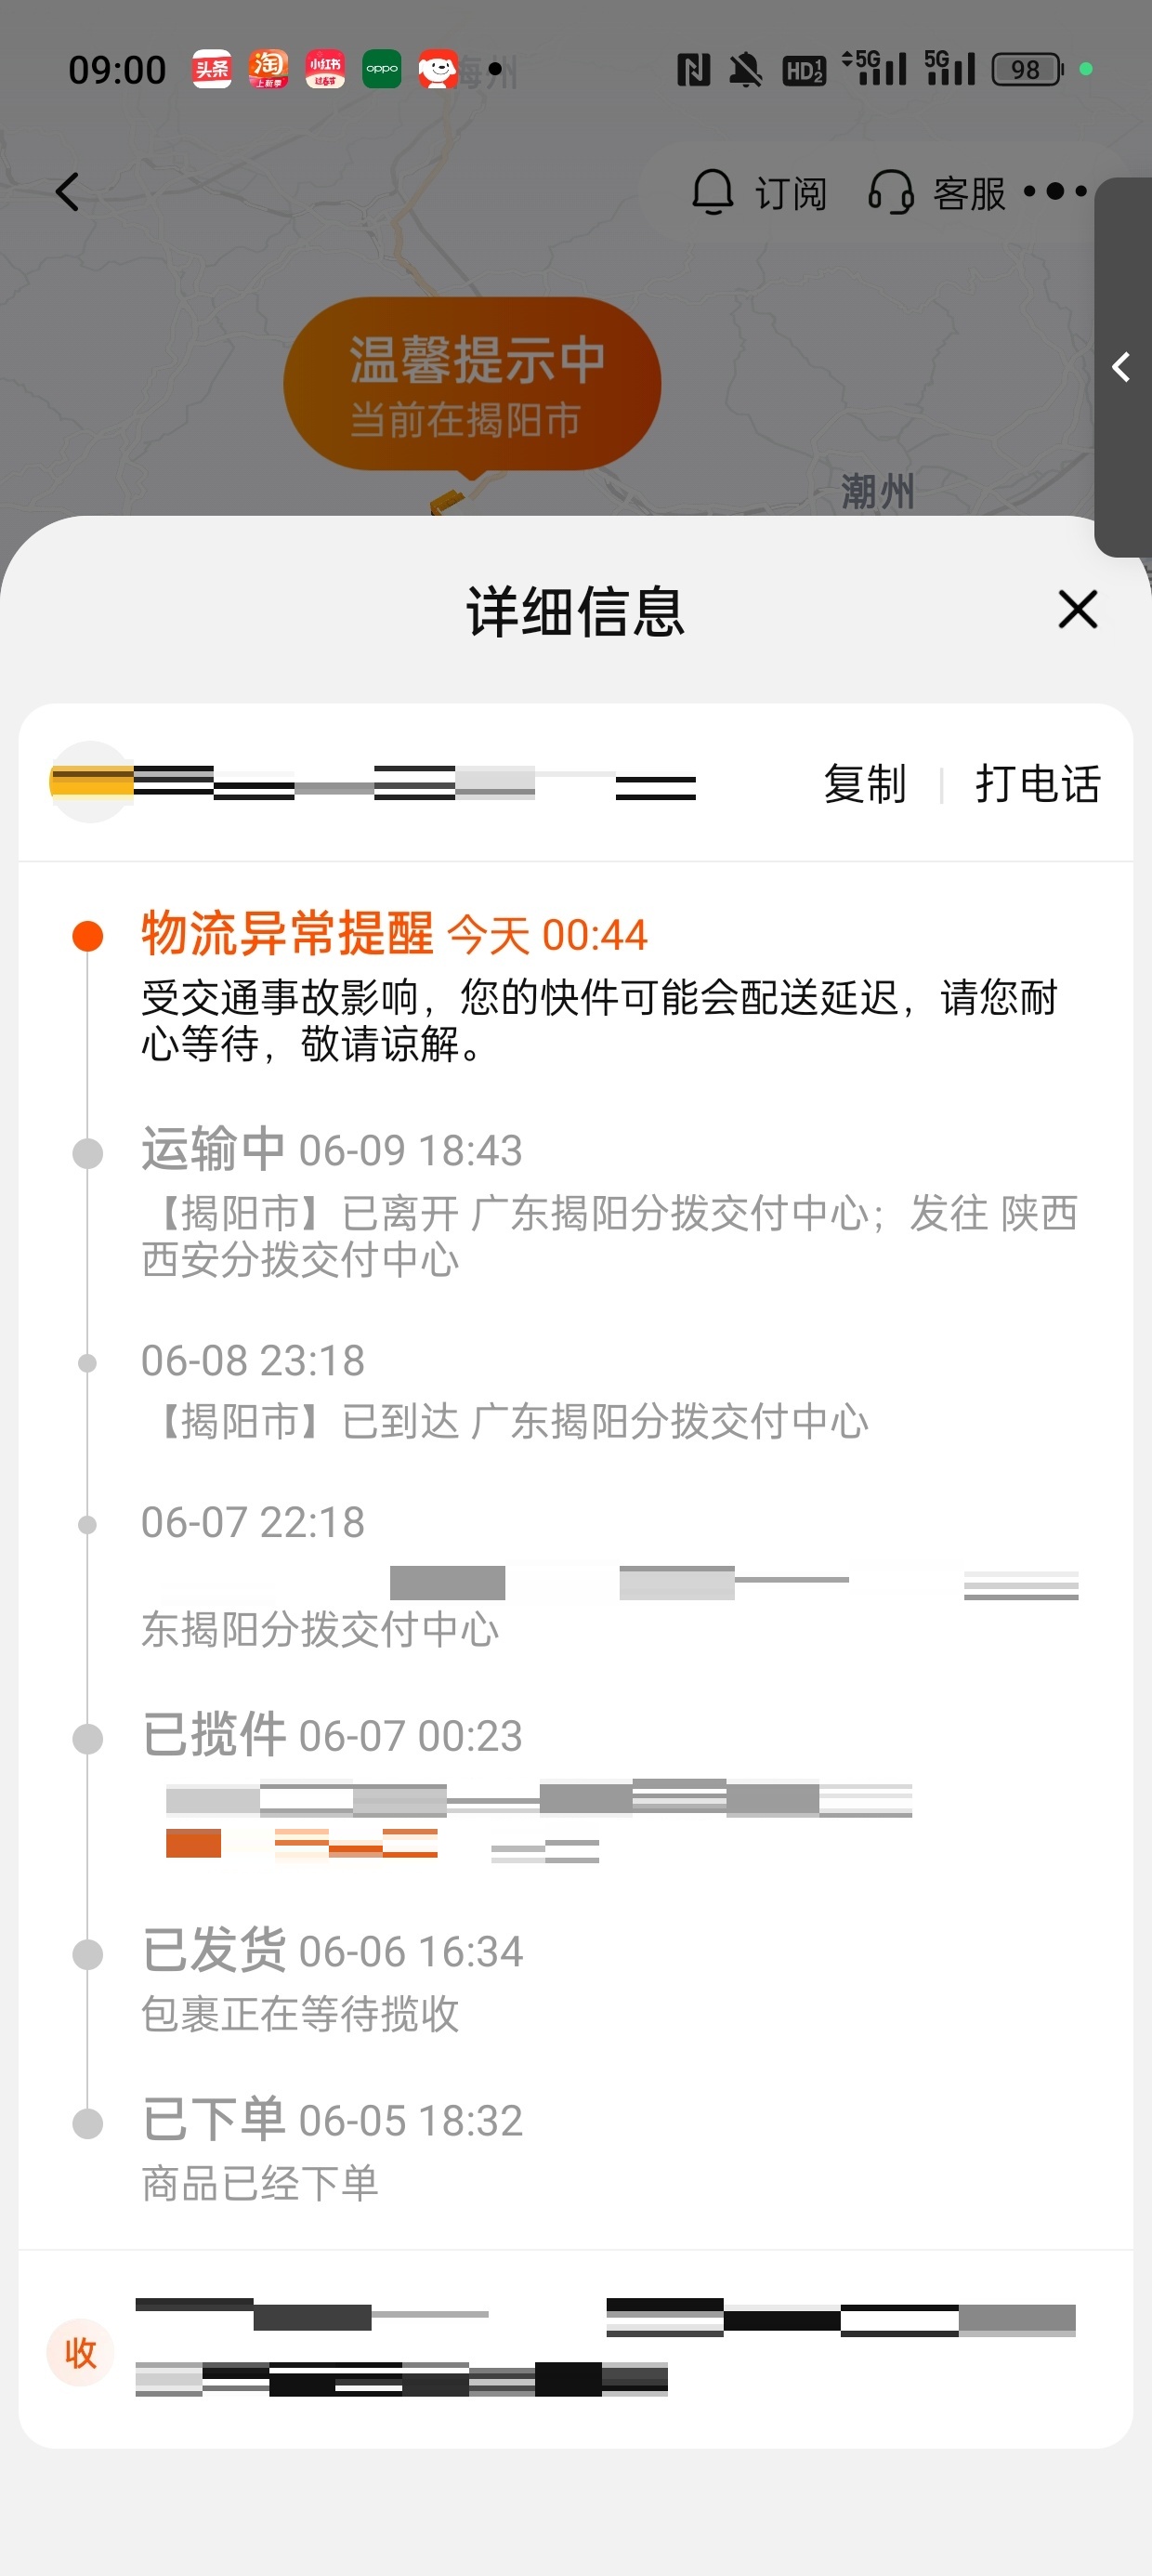 09:00 头条 淘 上新季 小红书 过春节 oppo 梅州 HD 1 2 5G 5G 98
订阅 客服
温馨提示中
当前在揭阳市
潮州
详细信息
复制 打电话
物流异常提醒 今天 00:44
受交通事故影响，您的快件可能会配送延迟，请您耐
心等待，敬请谅解。
运输中 06-09 18:43
【揭阳市】已离开 广东揭阳分拨交付中心；发往 陕西
西安分拨交付中心
06-08 23:18
【揭阳市】已到达 广东揭阳分拨交付中心
06-07 22:18
东揭阳分拨交付中心
已揽件 06-07 00:23
已发货 06-06 16:34
包裹正在等待揽收
已下单 06-05 18:32
商品已经下单
收